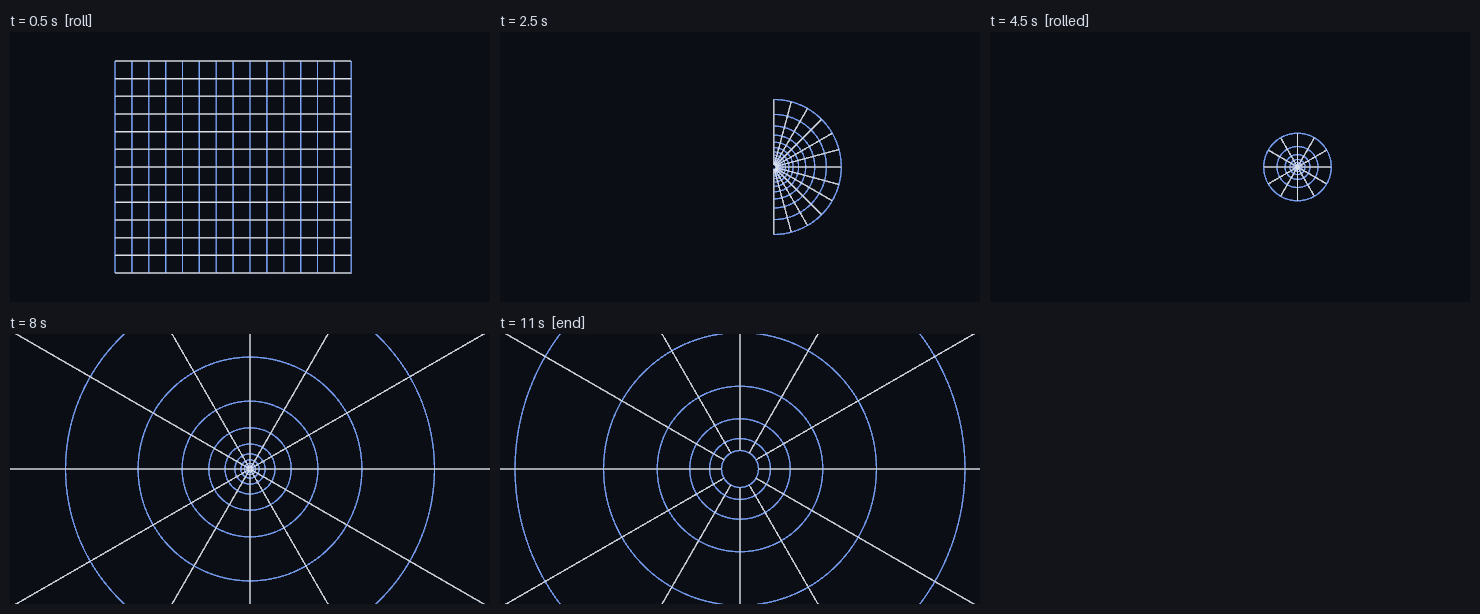 t = 0.5 s [roll]
t = 2.5 s
t = 4.5 s [rolled]
t = 8 s
t = 11 s [end]